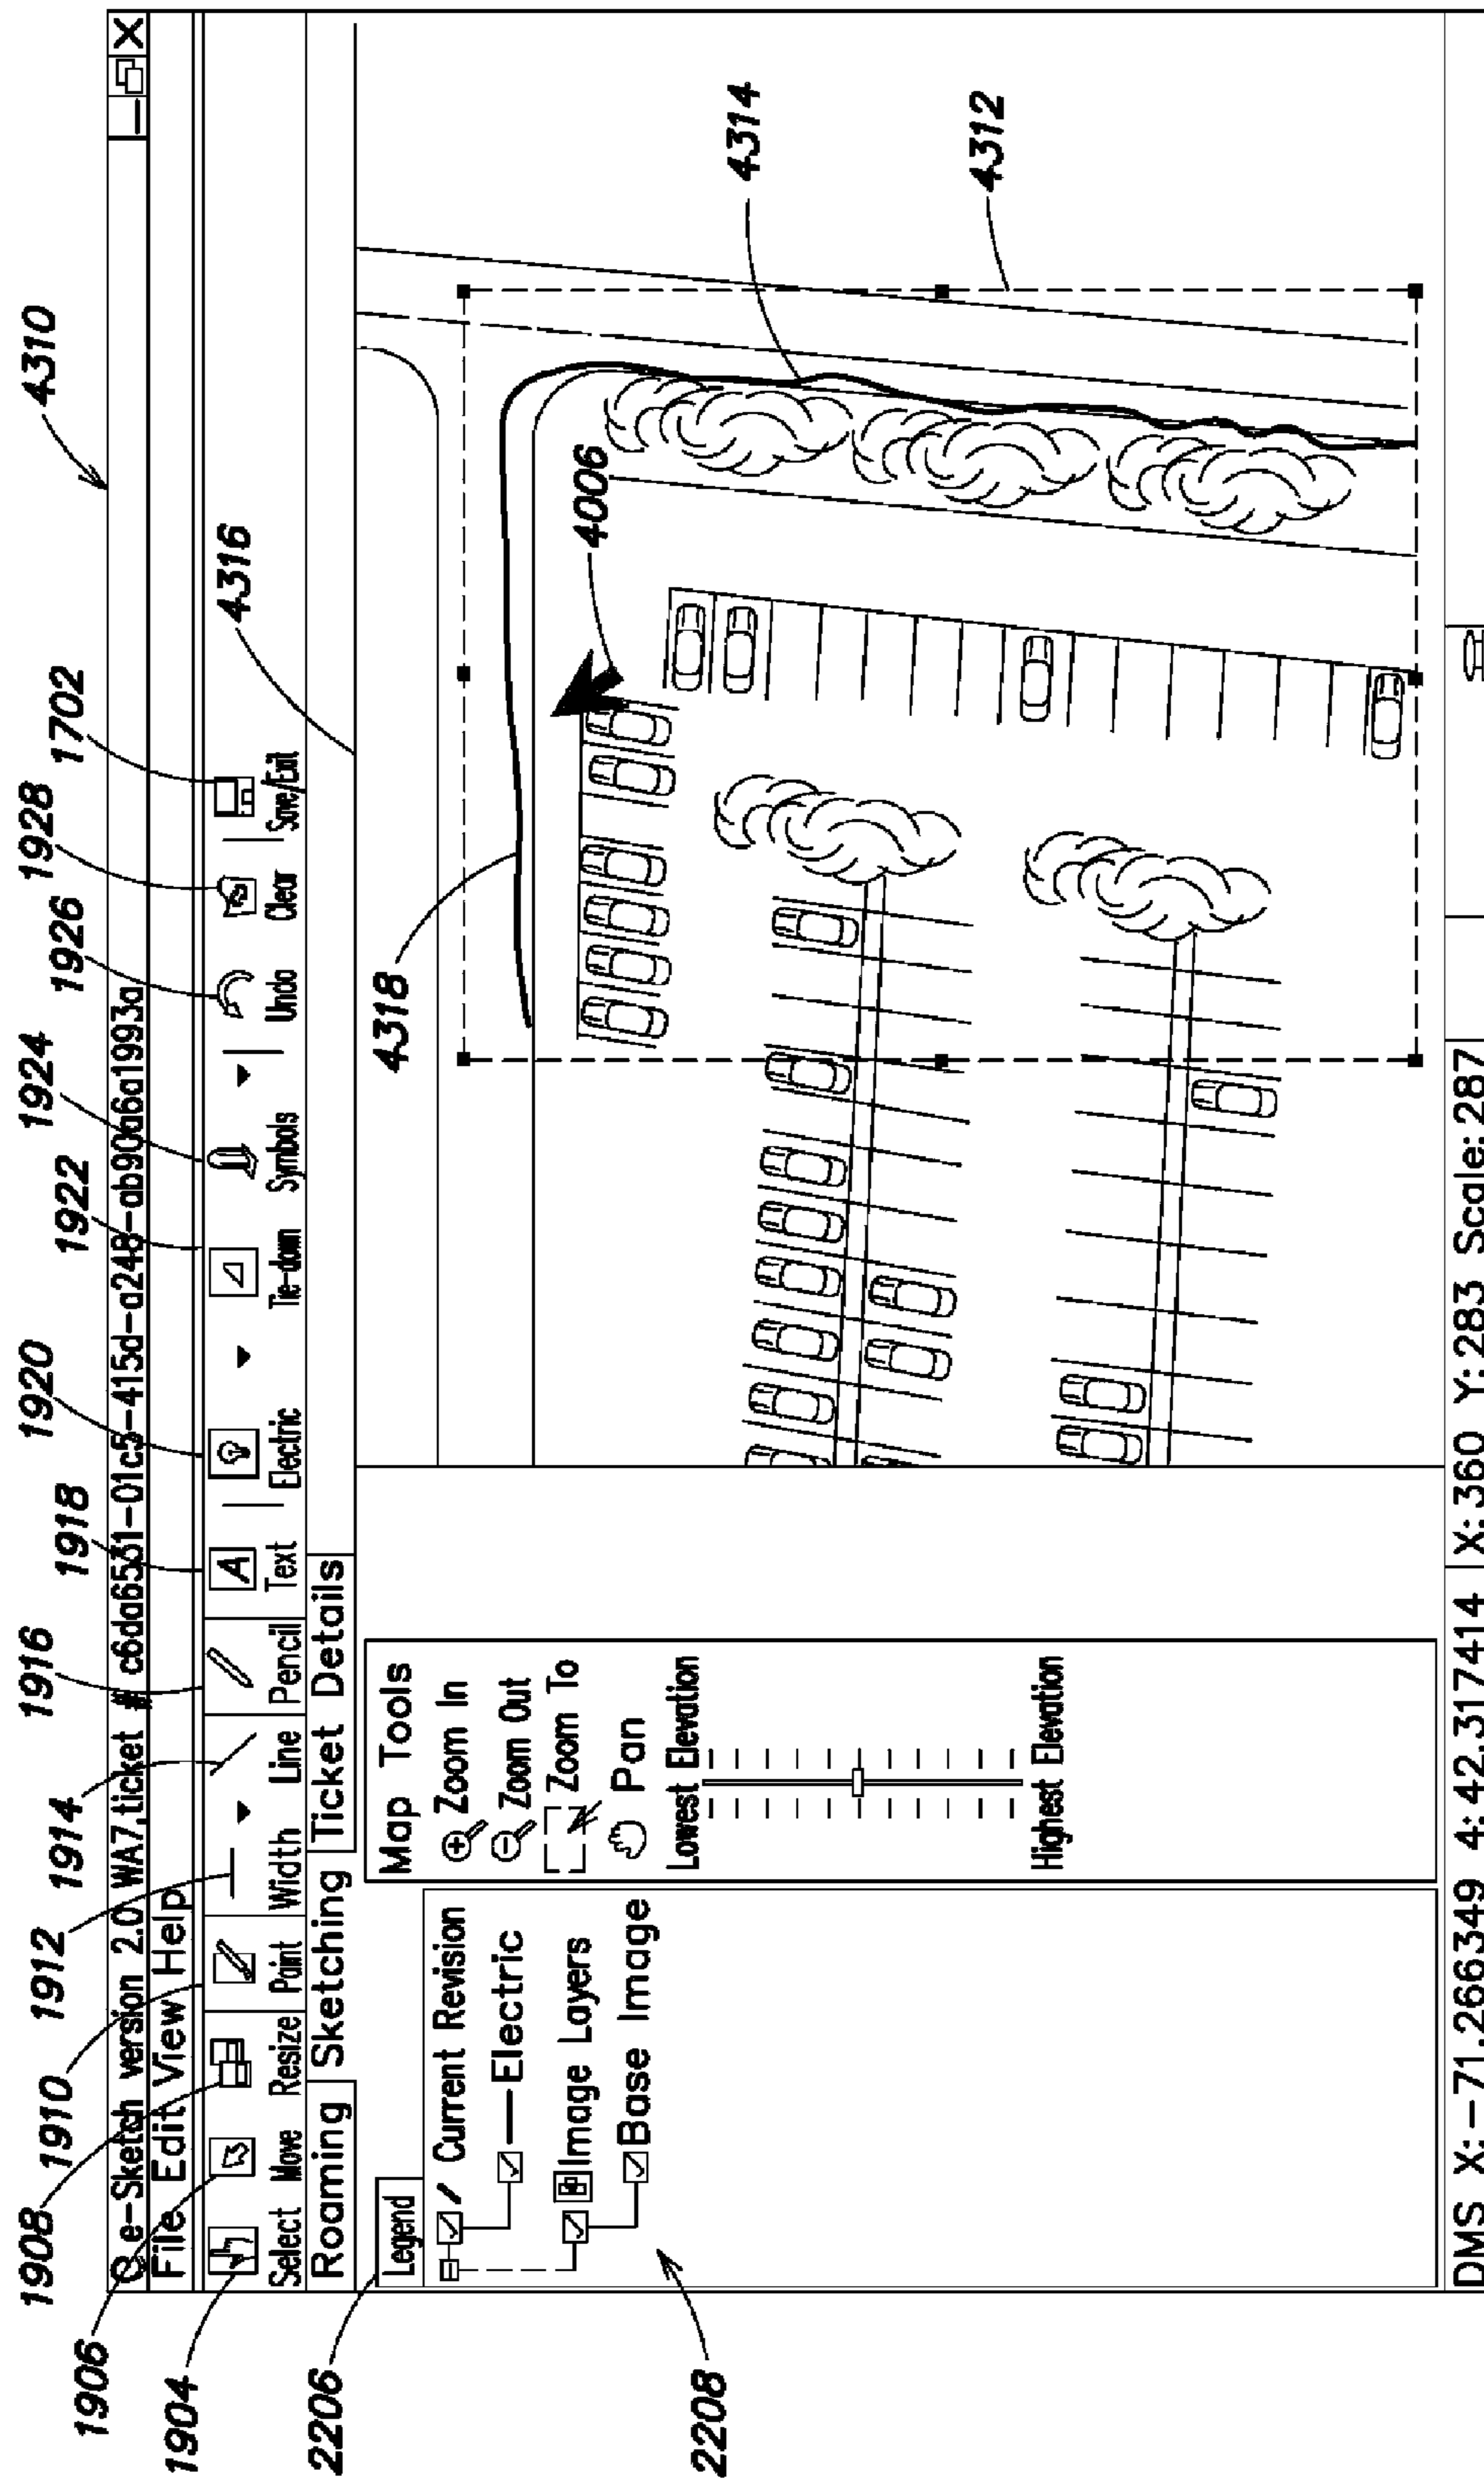 4310
1908 1910 1912 1914 1916 1918 1920 1922 1924 1926 1928 1702
1906
1904
e-Sketch version 2.0 WA7.ticket # c6da6531-01c5-415d-a248-ab90a6a1993a
File Edit View Help
Select Move Resize Paint Width Line Pencil Text Electric Tie-down Symbols Undo Clear Save/Exit
Roaming Sketching Ticket Details
4316
2206
Legend
Current Revision
Electric
Image Layers
Base Image
2208
Map Tools
Zoom In
Zoom Out
Zoom To
Pan
Lowest Elevation
Highest Elevation
4318
4006
4314
4312
DMS X:-71.266349 4:42.317414 X:360 Y:283 Scale:287